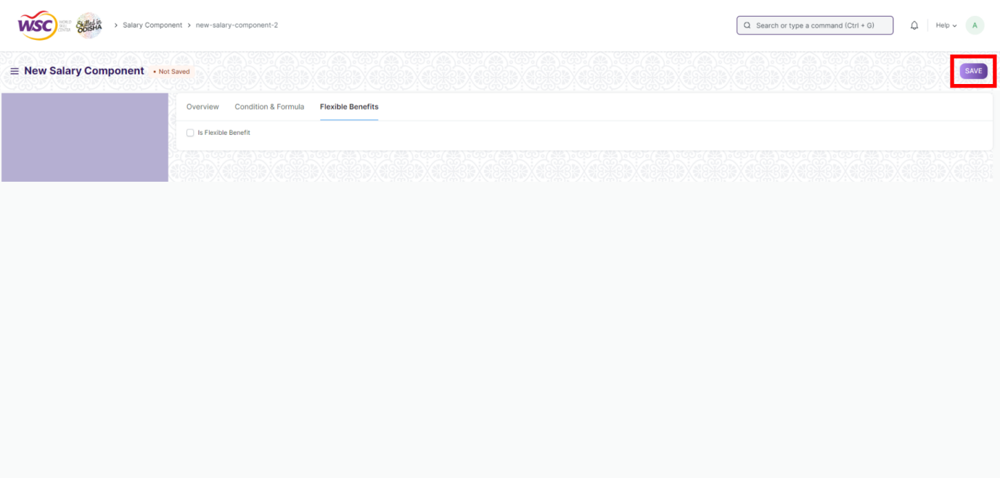 WSC WORLD SKILL CENTER Skilled in ODISHA > Salary Component > new-salary-component-2 Search or type a command (Ctrl + G) Help A
New Salary Component • Not Saved SAVE
Overview Condition & Formula Flexible Benefits
Is Flexible Benefit